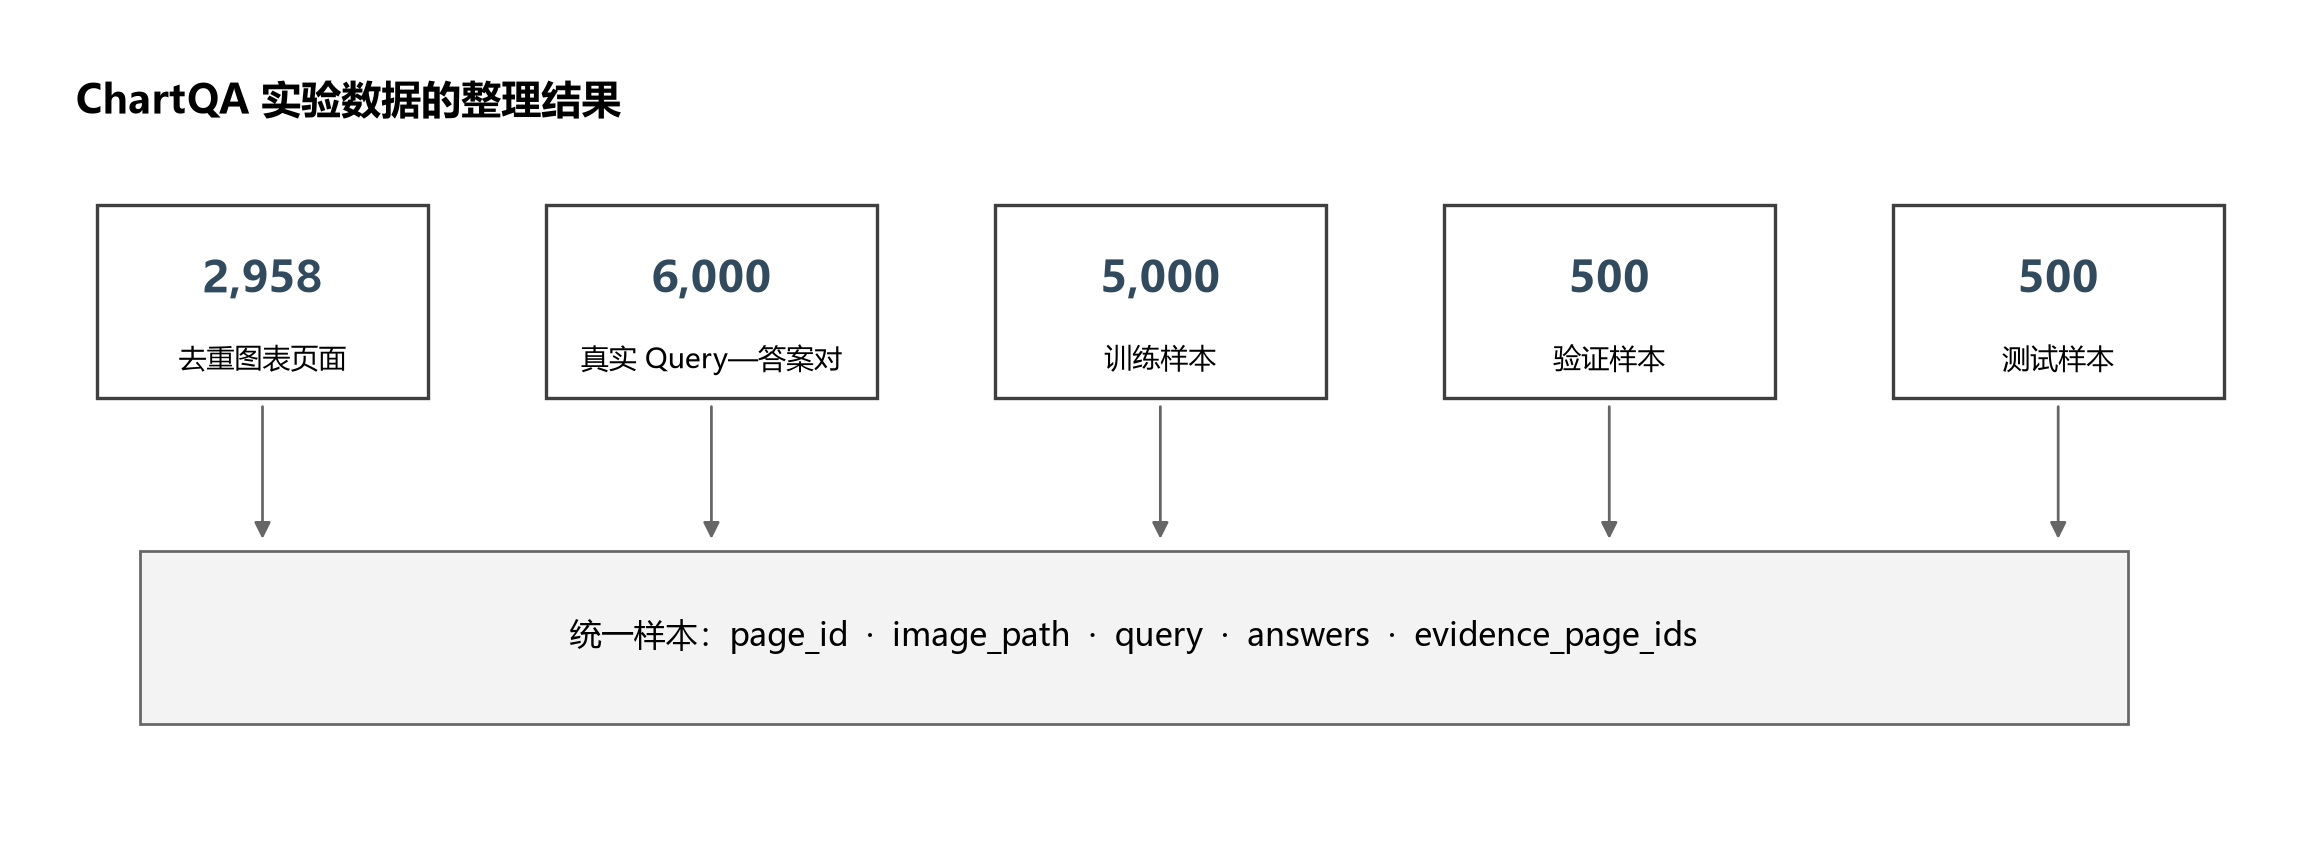 ChartQA 实验数据的整理结果
2,958
去重图表页面
6,000
真实 Query—答案对
5,000
训练样本
500
验证样本
500
测试样本
统一样本：page_id · image_path · query · answers · evidence_page_ids